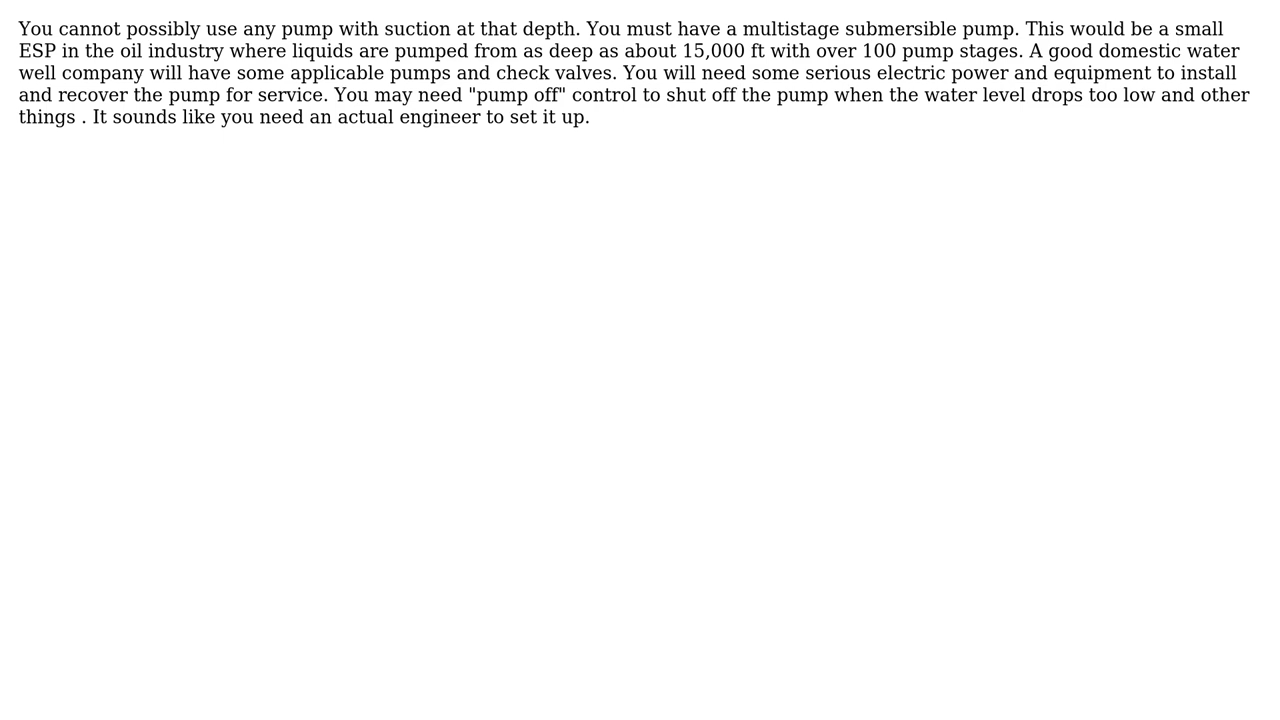 You cannot possibly use any pump with suction at that depth. You must have a multistage submersible pump. This would be a small
ESP in the oil industry where liquids are pumped from as deep as about 15,000 ft with over 100 pump stages. A good domestic water
well company will have some applicable pumps and check valves. You will need some serious electric power and equipment to install
and recover the pump for service. You may need "pump off" control to shut off the pump when the water level drops too low and other
things . It sounds like you need an actual engineer to set it up.